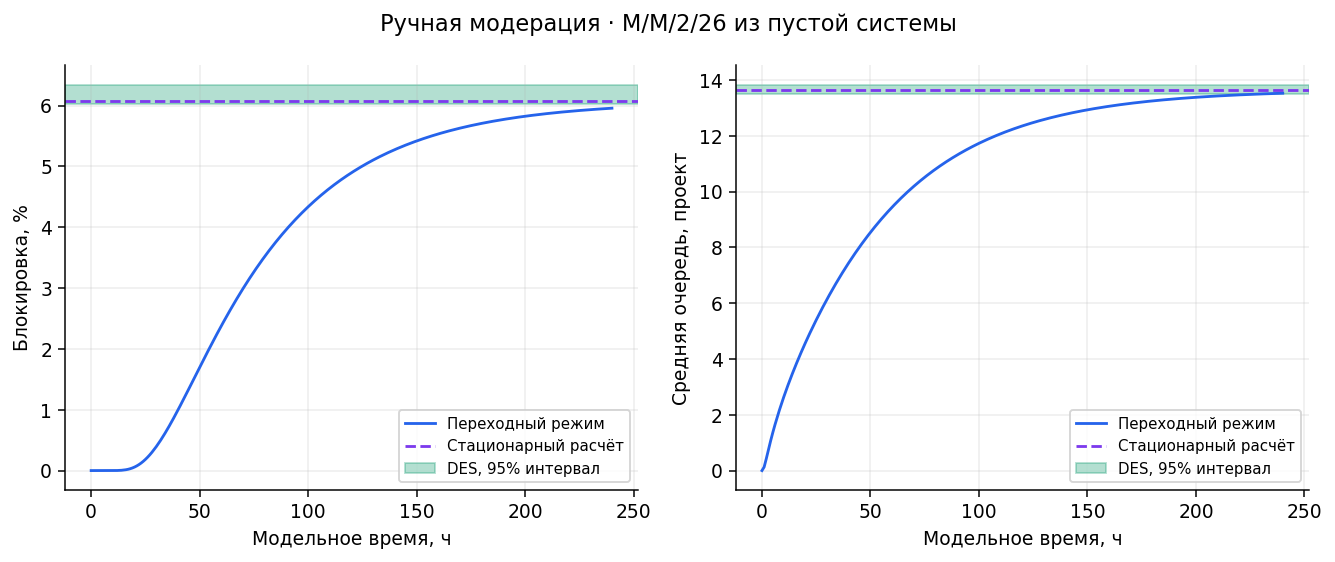 Ручная модерация · M/M/2/26 из пустой системы
Блокировка, %
6
5
4
3
2
1
0
0 50 100 150 200 250
Модельное время, ч
Переходный режим
Стационарный расчёт
DES, 95% интервал
Средняя очередь, проект
14
12
10
8
6
4
2
0
0 50 100 150 200 250
Модельное время, ч
Переходный режим
Стационарный расчёт
DES, 95% интервал